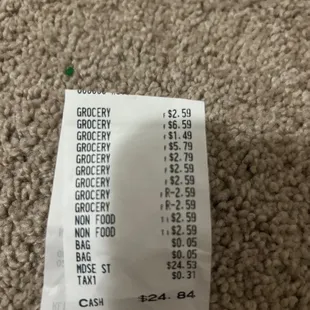 GROCERY F $2.59
GROCERY F $6.59
GROCERY F $1.49
GROCERY F $5.79
GROCERY F $2.79
GROCERY F $2.59
GROCERY F $2.59
GROCERY F R-2.59
GROCERY F R-2.59
NON FOOD $2.59
NON FOOD $2.59
BAG $0.05
BAG $0.05
MDSE ST $24.53
TAX1 $0.31
CASH $24.84